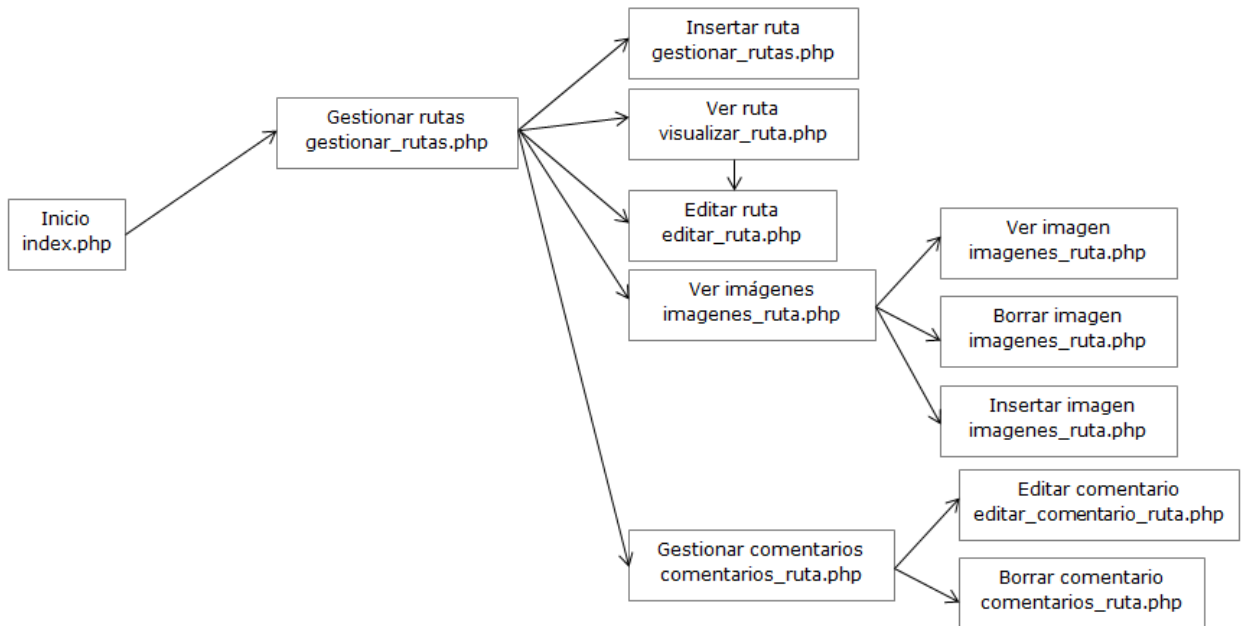 Inicio
index.php
Gestionar rutas
gestionar_rutas.php
Insertar ruta
gestionar_rutas.php
Ver ruta
visualizar_ruta.php
Editar ruta
editar_ruta.php
Ver imágenes
imagenes_ruta.php
Ver imagen
imagenes_ruta.php
Borrar imagen
imagenes_ruta.php
Insertar imagen
imagenes_ruta.php
Gestionar comentarios
comentarios_ruta.php
Editar comentario
editar_comentario_ruta.php
Borrar comentario
comentarios_ruta.php